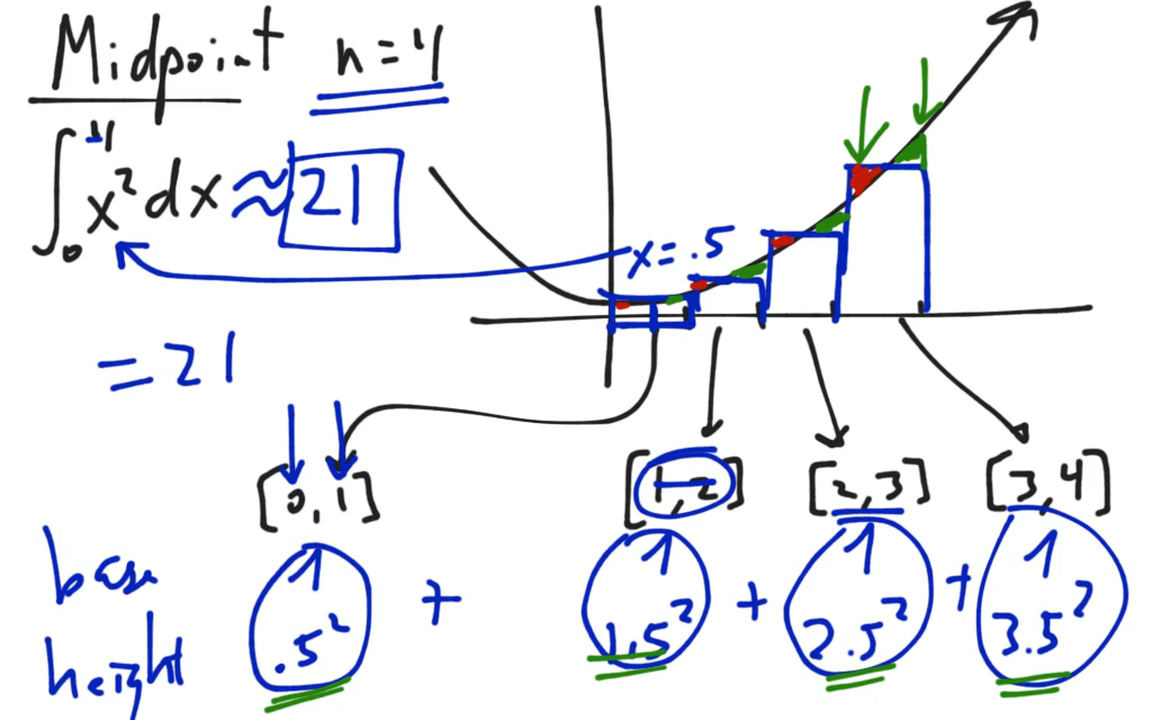 Midpoint n=4
∫₀⁴ x² dx ≈ 21
x = .5
= 21
[0, 1] [1, 2] [2, 3] [3, 4]
base 1 1 1 1
+ + +
height .5² 1.5² 2.5² 3.5²